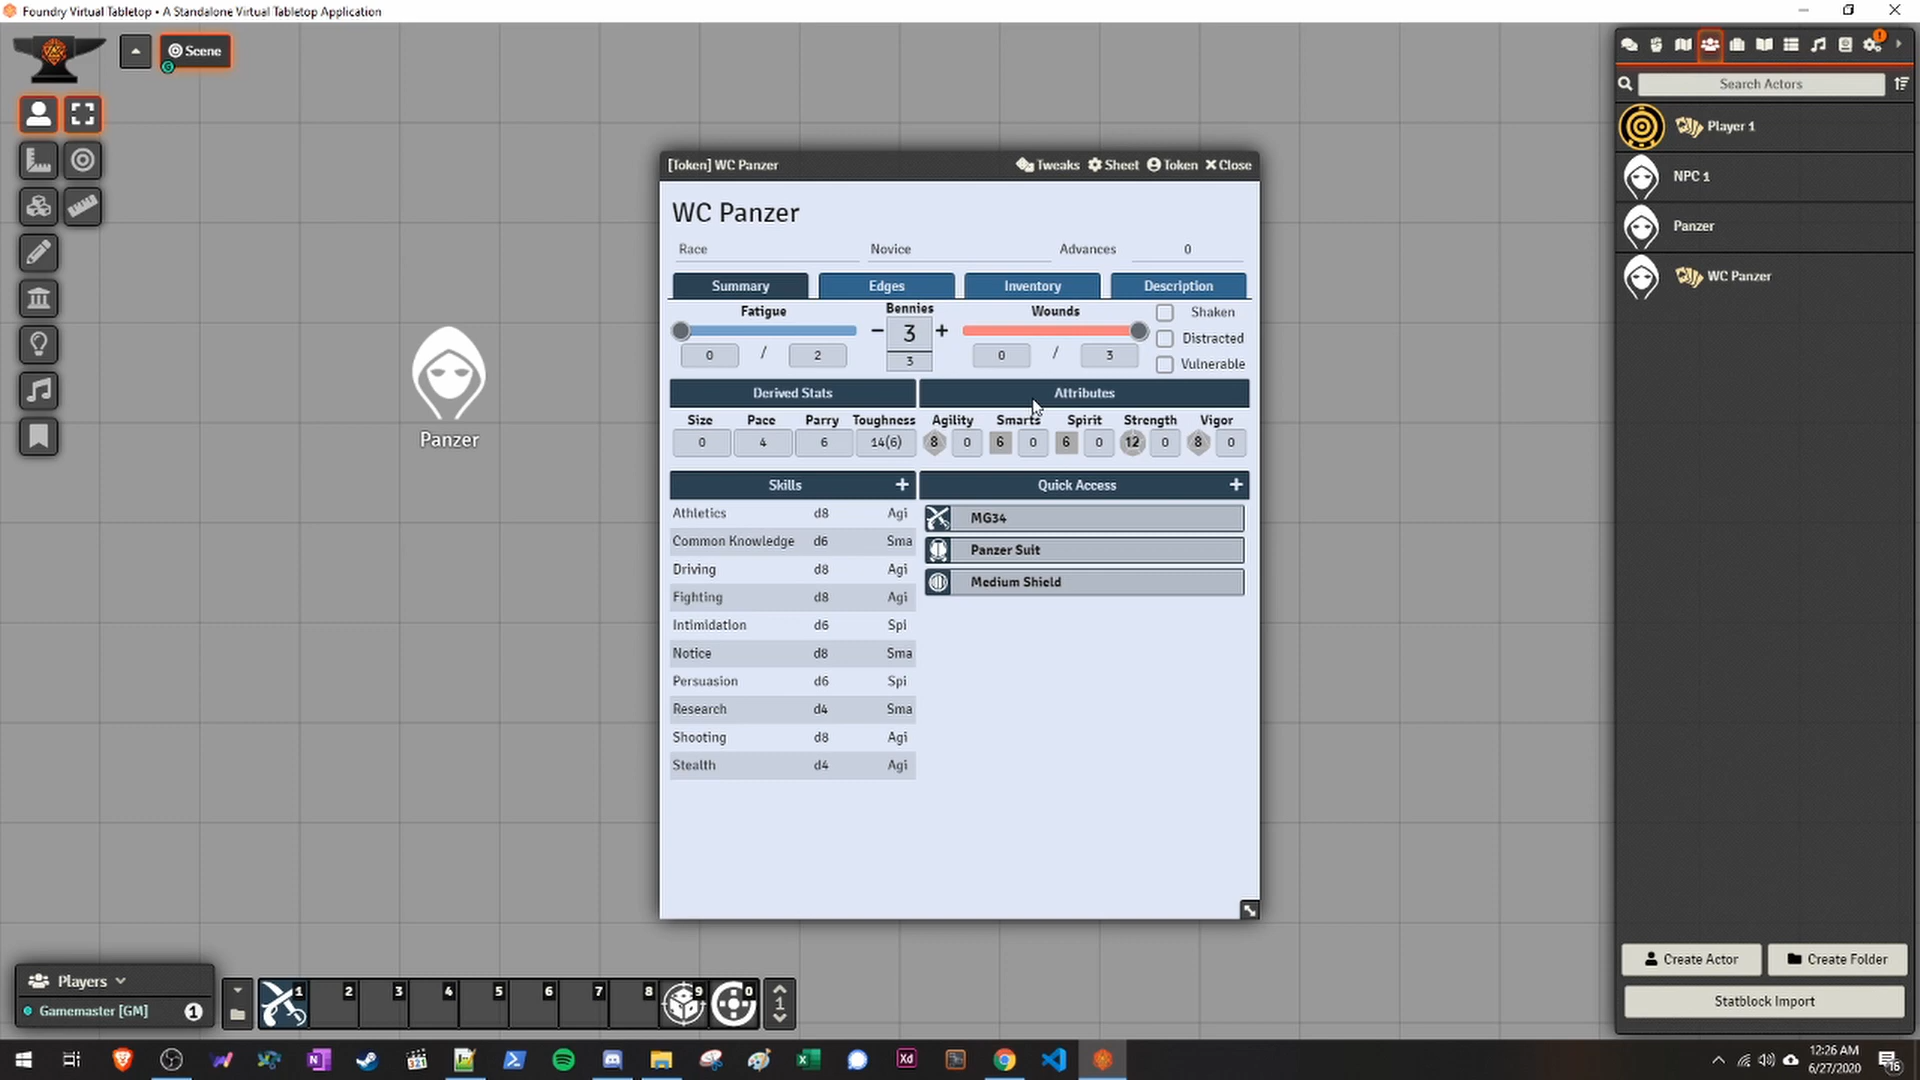 Foundry Virtual Tabletop • A Standalone Virtual Tabletop Application
Scene
G
Search Actors
Player 1
NPC 1
Panzer
WC Panzer
Panzer
[Token] WC Panzer
Tweaks Sheet Token Close
WC Panzer
Race Novice Advances 0
Summary Edges Inventory Description
Fatigue Bennies Wounds Shaken
3 Distracted
0 / 2 3 0 / 3 Vulnerable
Derived Stats Attributes
Size Pace Parry Toughness Agility Smarts Spirit Strength Vigor
0 4 6 14(6) 8 0 6 0 6 0 12 0 8 0
Skills + Quick Access +
Athletics d8 Agi
Common Knowledge d6 Sma
Driving d8 Agi
Fighting d8 Agi
Intimidation d6 Spi
Notice d8 Sma
Persuasion d6 Spi
Research d4 Sma
Shooting d8 Agi
Stealth d4 Agi
MG34
Panzer Suit
Medium Shield
Create Actor Create Folder
Statblock Import
Players
Gamemaster [GM] 1
1 2 3 4 5 6 7 8 9 0
1
Xd
12:26 AM
6/27/2020
16